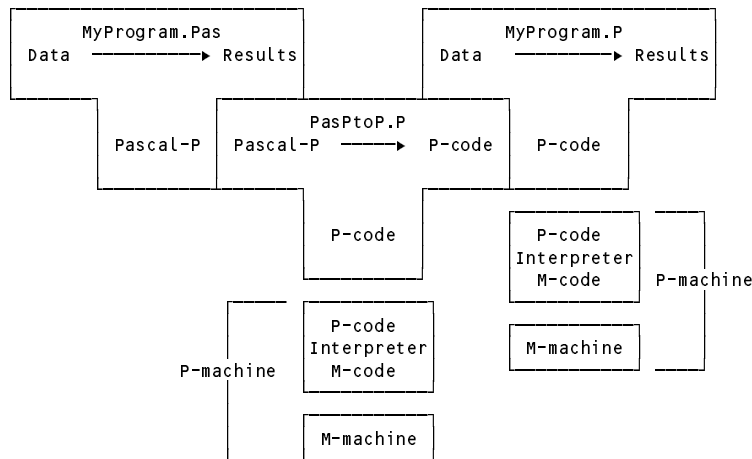 MyProgram.Pas MyProgram.P
Data Results Data Results
PasPtoP.P
Pascal-P Pascal-P P-code P-code
P-code P-code
Interpreter
M-code P-machine
P-code
Interpreter M-machine
P-machine M-code
M-machine